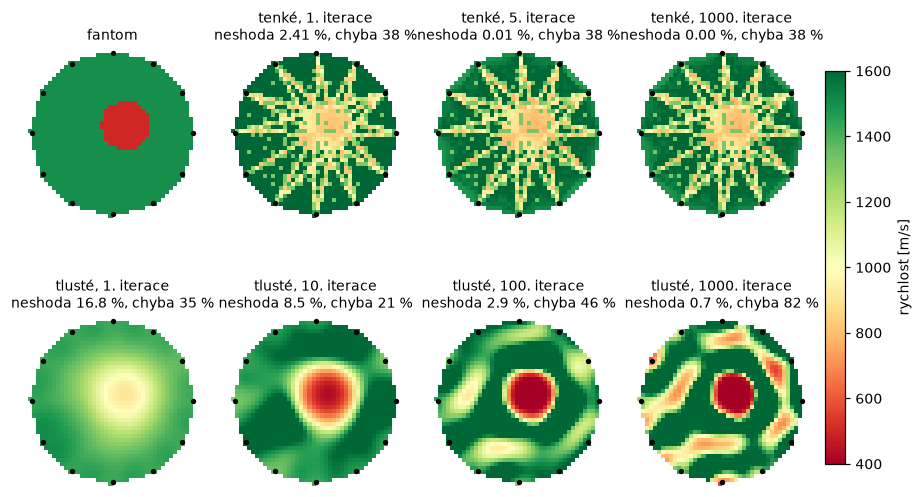 fantom
tenké, 1. iterace
neshoda 2.41 %, chyba 38 %
tenké, 5. iterace
neshoda 0.01 %, chyba 38 %
tenké, 1000. iterace
neshoda 0.00 %, chyba 38 %
1600
1400
1200
1000
800
600
400
rychlost [m/s]
tlusté, 1. iterace
neshoda 16.8 %, chyba 35 %
tlusté, 10. iterace
neshoda 8.5 %, chyba 21 %
tlusté, 100. iterace
neshoda 2.9 %, chyba 46 %
tlusté, 1000. iterace
neshoda 0.7 %, chyba 82 %